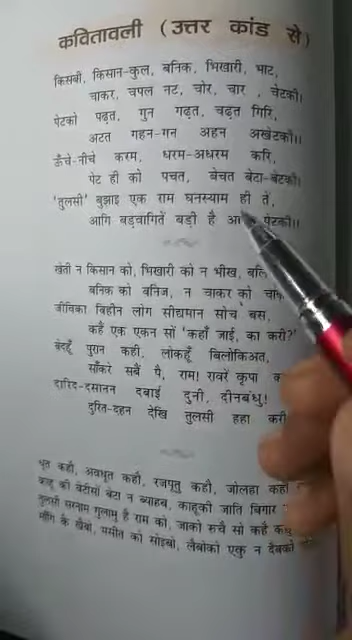 कवितावली (उत्तर कांड से)
किसबी, किसान-कुल, बनिक, भिखारी, भाट,
चाकर, चपल नट, चोर, चार, चेटकी।
पेटको पढ़त, गुन गढ़त, चढ़त गिरि,
अटत गहन-गन अहन अखेटकी।।
ऊँचे-नीचे करम, धरम-अधरम करि,
पेट ही को पचत, बेचत बेटा-बेटकी।
'तुलसी' बुझाइ एक राम घनस्याम ही तें,
आगि बड़वागितें बड़ी है पेटकी।।
खेती न किसान को, भिखारी को न भीख,
बनिक को बनिज, न चाकर को
जीविका बिहीन लोग सीद्यमान सोच बस,
कहैं एक एकन सों 'कहाँ जाई, का करी?'
बेदहूँ पुरान कही, लोकहूँ बिलोकिअत,
साँकरे सबैं पै, राम! रावरें कृपा
दारिद-दसानन दबाई दुनी, दीनबंधु!
दुरित-दहन देखि तुलसी हहा करी
धूत कहौ, अवधूत कहौ, रजपूतु कहौ, जोलहा कहौ
काहू की बेटीसों बेटा न ब्याहब, काहूकी जाति बिगार
तुलसी सरनाम गुलामु है राम को, जाको रुचै सो कहै
माँगि कै खैबो, मसीत को सोइबो, लैबोको एकु न दैबको